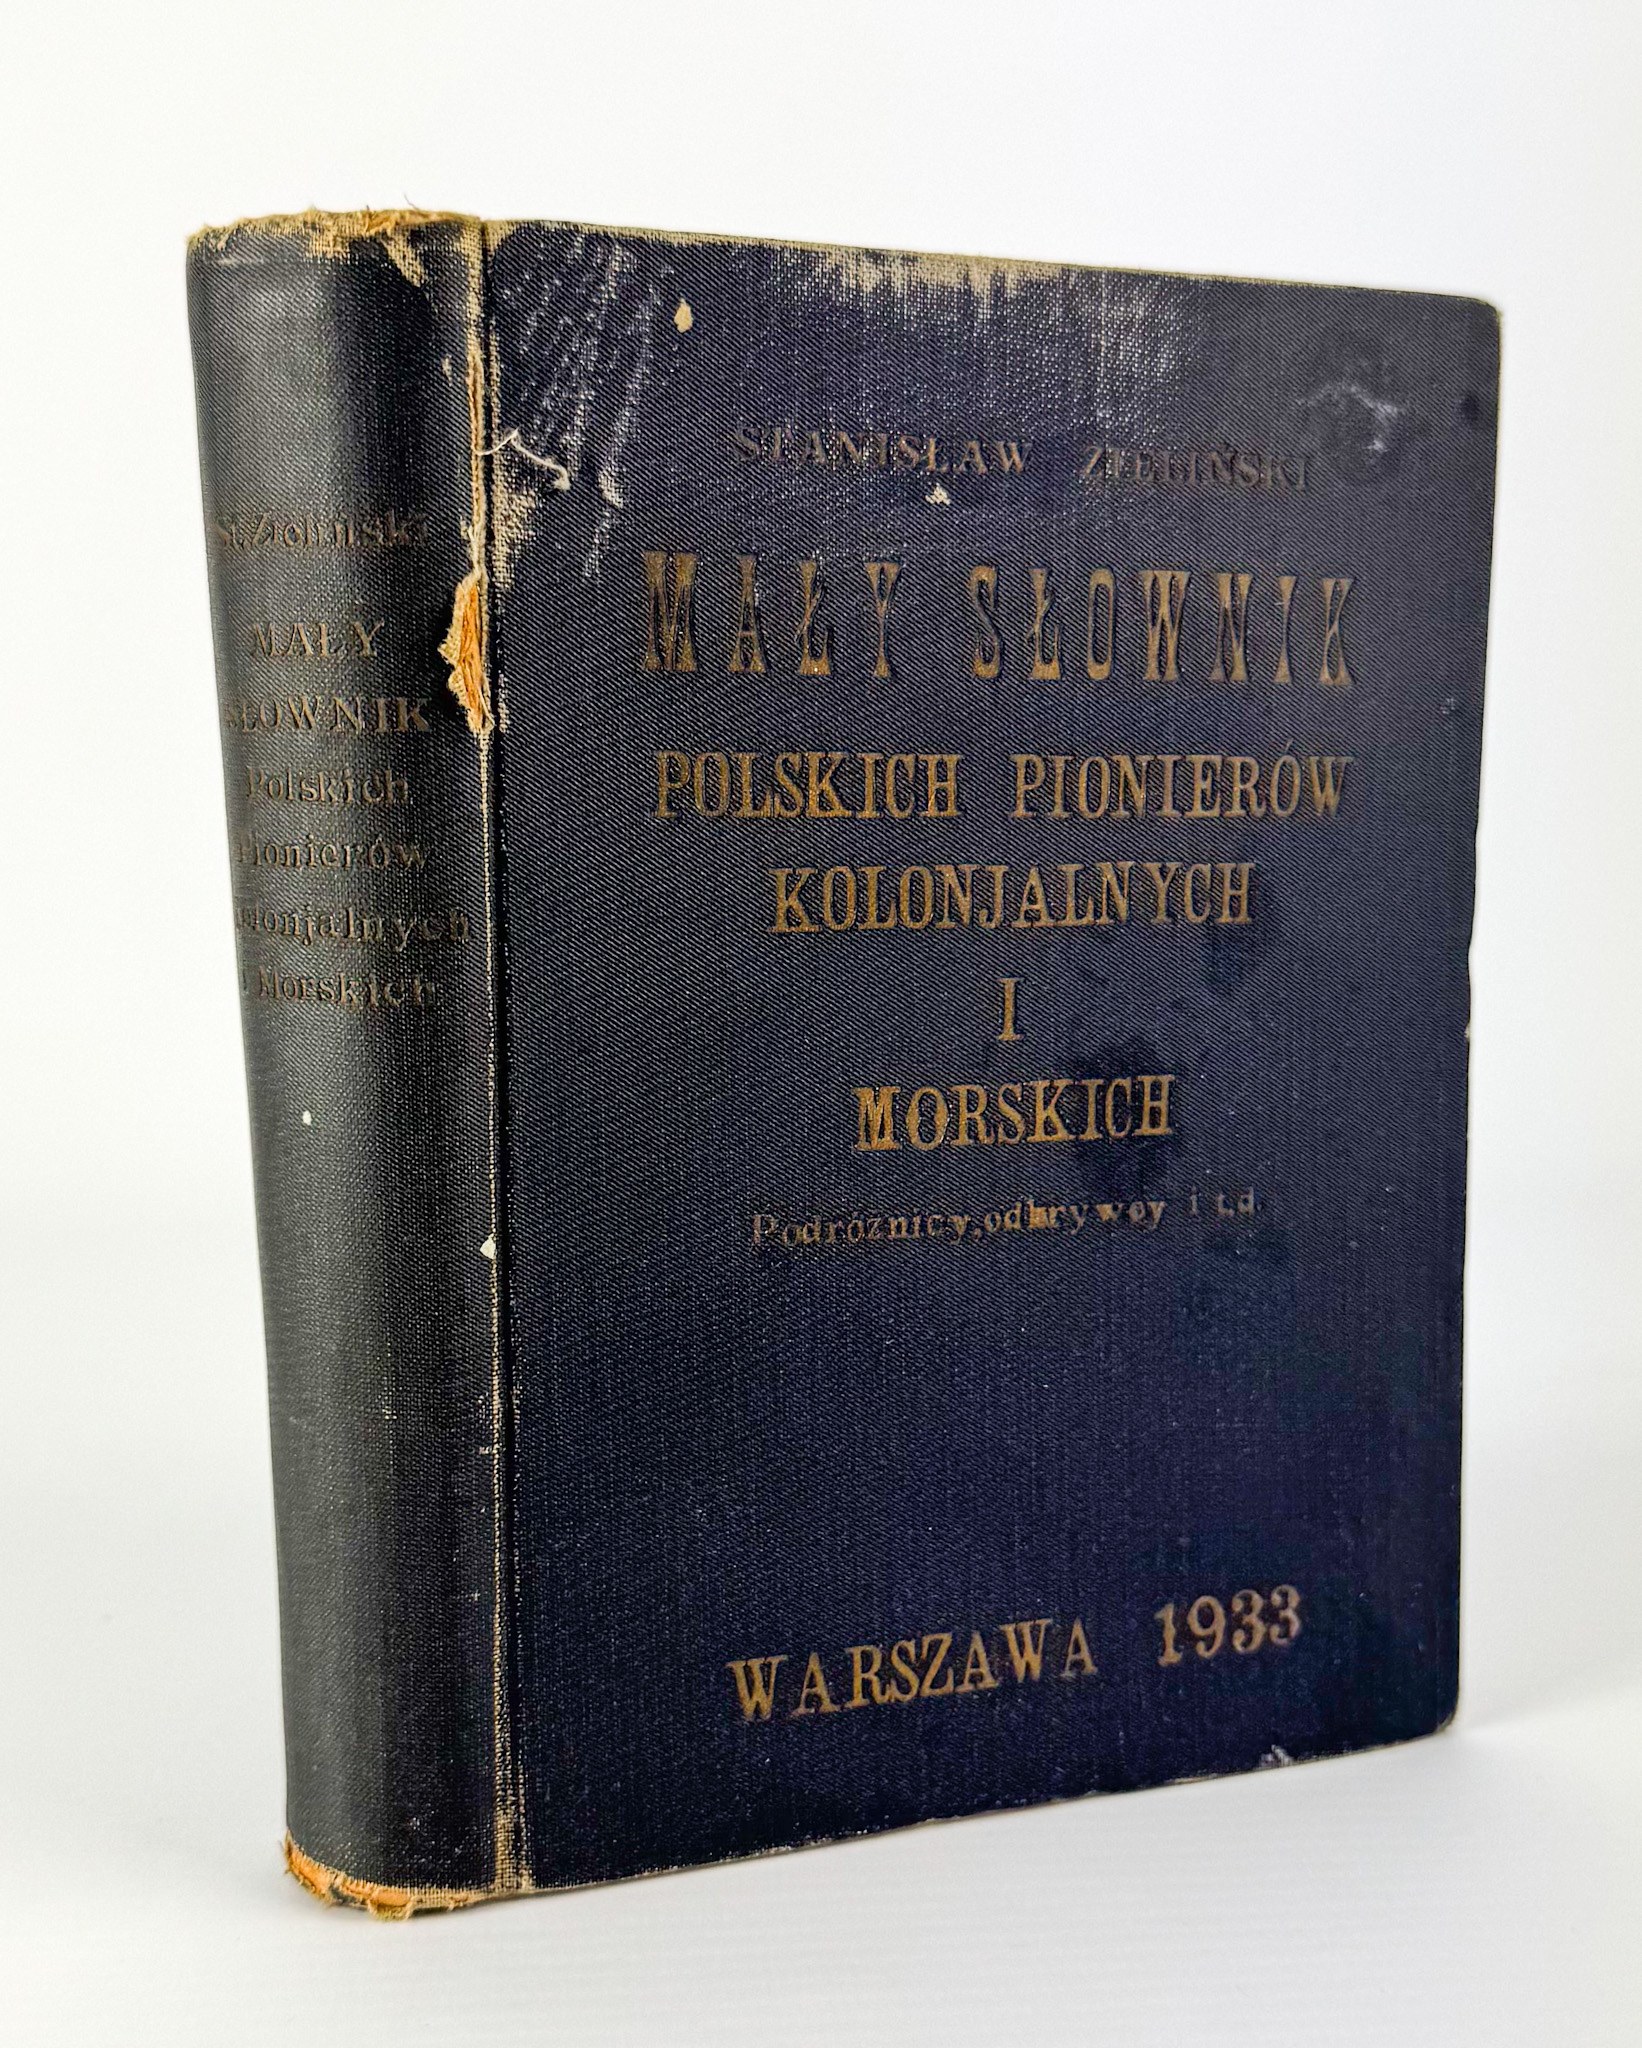 St. Zieliński
MAŁY
SŁOWNIK
Polskich
Pionierów
Kolonjalnych
i Morskich
STANISŁAW ZIELIŃSKI
MAŁY SŁOWNIK
POLSKICH PIONIERÓW
KOLONJALNYCH
I
MORSKICH
Podróżnicy, odkrywcy i t.d.
WARSZAWA 1933